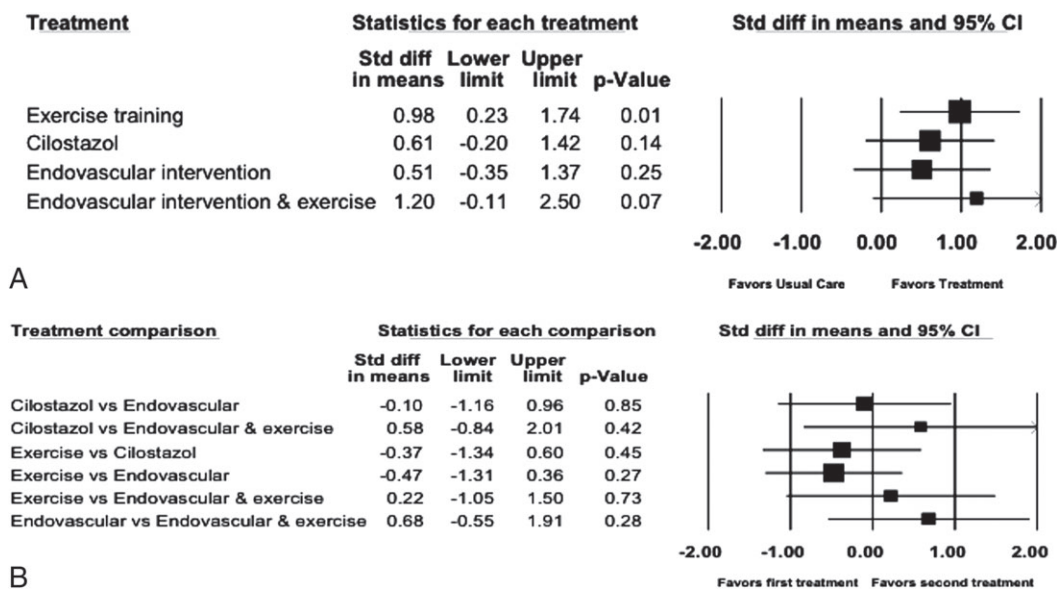 Treatment Statistics for each treatment Std diff in means and 95% CI
Std diff in means Lower limit Upper limit p-Value
Exercise training 0.98 0.23 1.74 0.01
Cilostazol 0.61 -0.20 1.42 0.14
Endovascular intervention 0.51 -0.35 1.37 0.25
Endovascular intervention & exercise 1.20 -0.11 2.50 0.07
-2.00 -1.00 0.00 1.00 2.00
A
Favors Usual Care Favors Treatment
Treatment comparison Statistics for each comparison Std diff in means and 95% CI
Std diff in means Lower limit Upper limit p-Value
Cilostazol vs Endovascular -0.10 -1.16 0.96 0.85
Cilostazol vs Endovascular & exercise 0.58 -0.84 2.01 0.42
Exercise vs Cilostazol -0.37 -1.34 0.60 0.45
Exercise vs Endovascular -0.47 -1.31 0.36 0.27
Exercise vs Endovascular & exercise 0.22 -1.05 1.50 0.73
Endovascular vs Endovascular & exercise 0.68 -0.55 1.91 0.28
-2.00 -1.00 0.00 1.00 2.00
B
Favors first treatment Favors second treatment